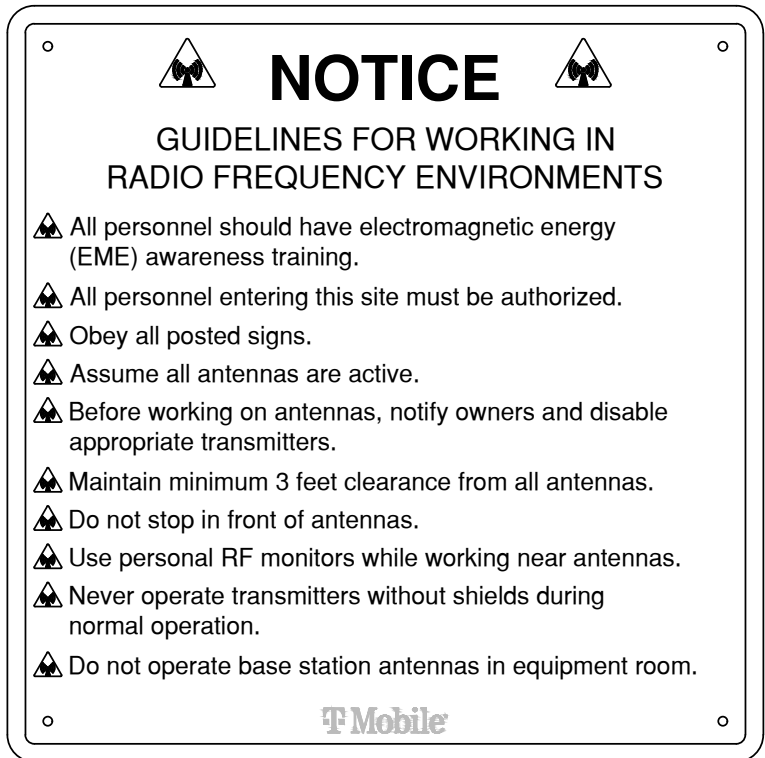 NOTICE
GUIDELINES FOR WORKING IN
RADIO FREQUENCY ENVIRONMENTS
All personnel should have electromagnetic energy
(EME) awareness training.
All personnel entering this site must be authorized.
Obey all posted signs.
Assume all antennas are active.
Before working on antennas, notify owners and disable
appropriate transmitters.
Maintain minimum 3 feet clearance from all antennas.
Do not stop in front of antennas.
Use personal RF monitors while working near antennas.
Never operate transmitters without shields during
normal operation.
Do not operate base station antennas in equipment room.
T Mobile